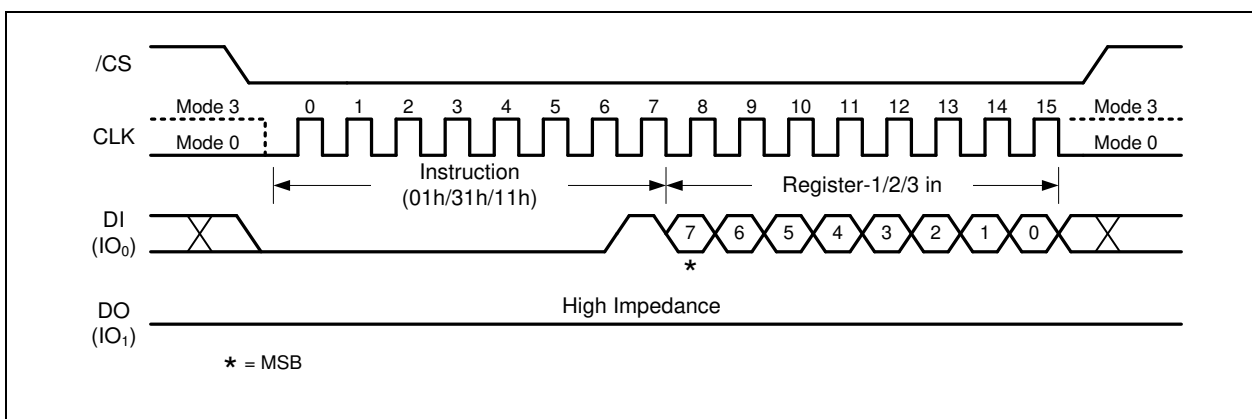 /CS
Mode 3 0 1 2 3 4 5 6 7 8 9 10 11 12 13 14 15 Mode 3
CLK Mode 0 Mode 0
Instruction
(01h/31h/11h)
Register-1/2/3 in
DI
(IO₀)
7 6 5 4 3 2 1 0
*
High Impedance
DO
(IO₁)
* = MSB